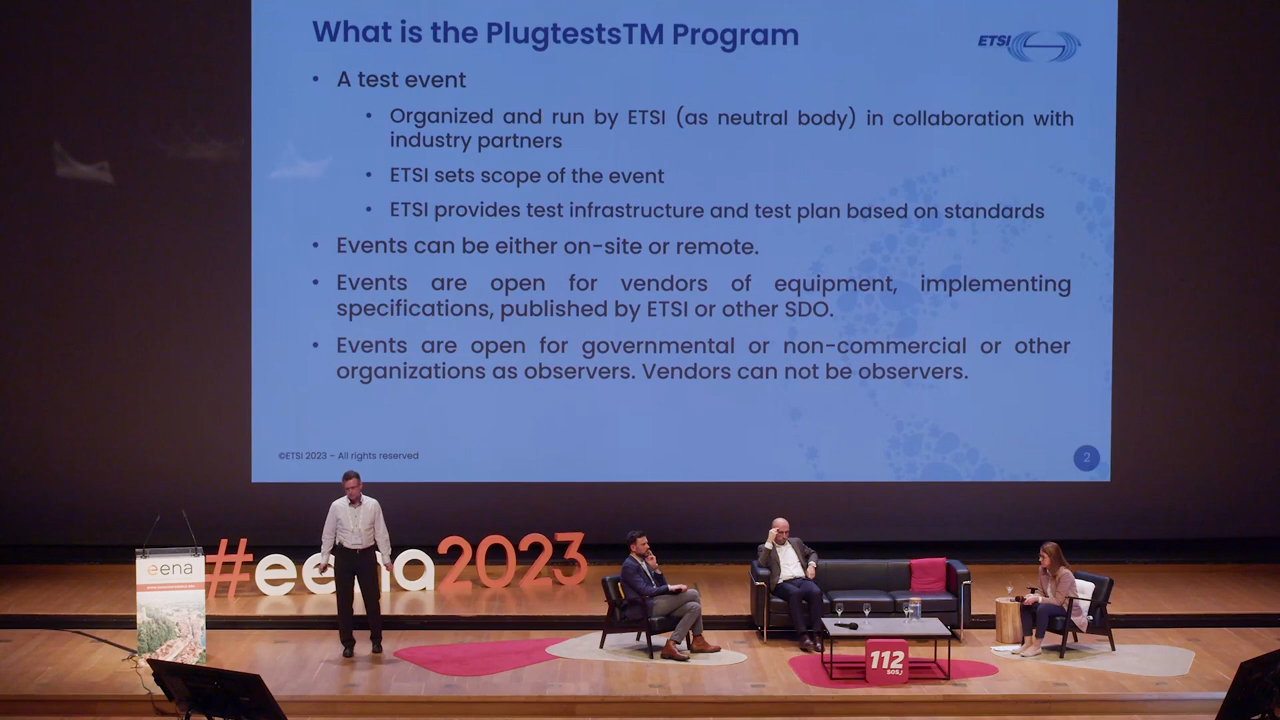 What is the PlugtestsTM Program
ETSI
• A test event
• Organized and run by ETSI (as neutral body) in collaboration with
industry partners
• ETSI sets scope of the event
• ETSI provides test infrastructure and test plan based on standards
• Events can be either on-site or remote.
• Events are open for vendors of equipment, implementing
specifications, published by ETSI or other SDO.
• Events are open for governmental or non-commercial or other
organizations as observers. Vendors can not be observers.
©ETSI 2023 – All rights reserved
2
eena
#eena2023
112
SOS